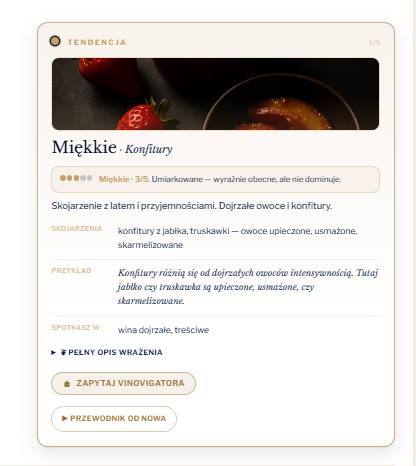 TENDENCJA
3/5
Miękkie · Konfitury
Miękkie · 3/5. Umiarkowane — wyraźnie obecne, ale nie dominuje.
Skojarzenie z latem i przyjemnościami. Dojrzałe owoce i konfitury.
SKOJARZENIA
konfitury z jabłka, truskawki — owoce upieczone, usmażone,
skarmelizowane
PRZYKŁAD
Konfitury różnią się od dojrzałych owoców intensywnością. Tutaj
jabłko czy truskawka są upieczone, usmażone, czy
skarmelizowane.
SPOTKASZ W
wina dojrzałe, treściwe
▶ ❦ PEŁNY OPIS WRAŻENIA
ZAPYTAJ VINOVIGATORA
▶ PRZEWODNIK OD NOWA